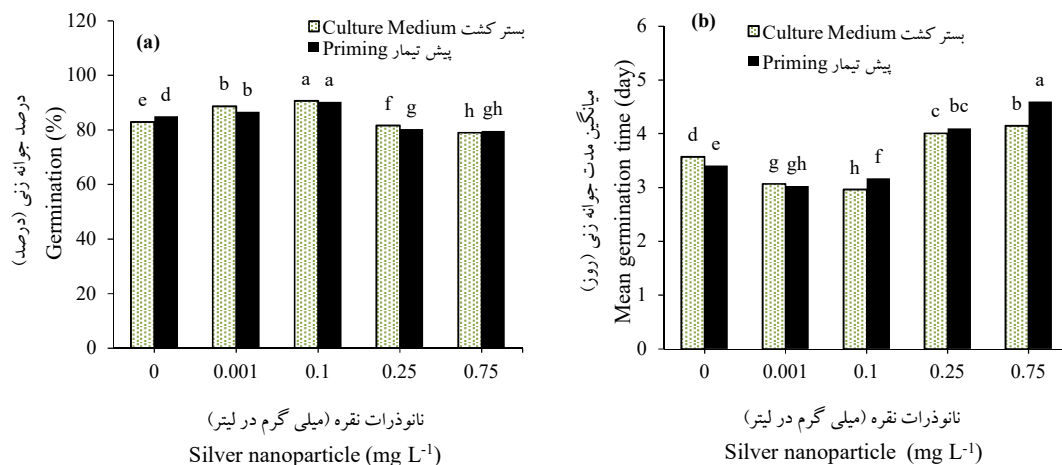 (a)
Culture Medium بستر کشت
Priming پیش تیمار
درصد جوانه زنی (درصد)
Germination (%)
120
100
80
60
40
20
0
e d b b a a f g h gh
0 0.001 0.1 0.25 0.75
نانوذرات نقره (میلی گرم در لیتر)
Silver nanoparticle (mg L-1)
(b)
Culture Medium بستر کشت
Priming پیش تیمار
میانگین مدت جوانه زنی (روز)
Mean germination time (day)
6
5
4
3
2
1
0
d e g gh h f c bc b a
0 0.001 0.1 0.25 0.75
نانوذرات نقره (میلی گرم در لیتر)
Silver nanoparticle (mg L-1)